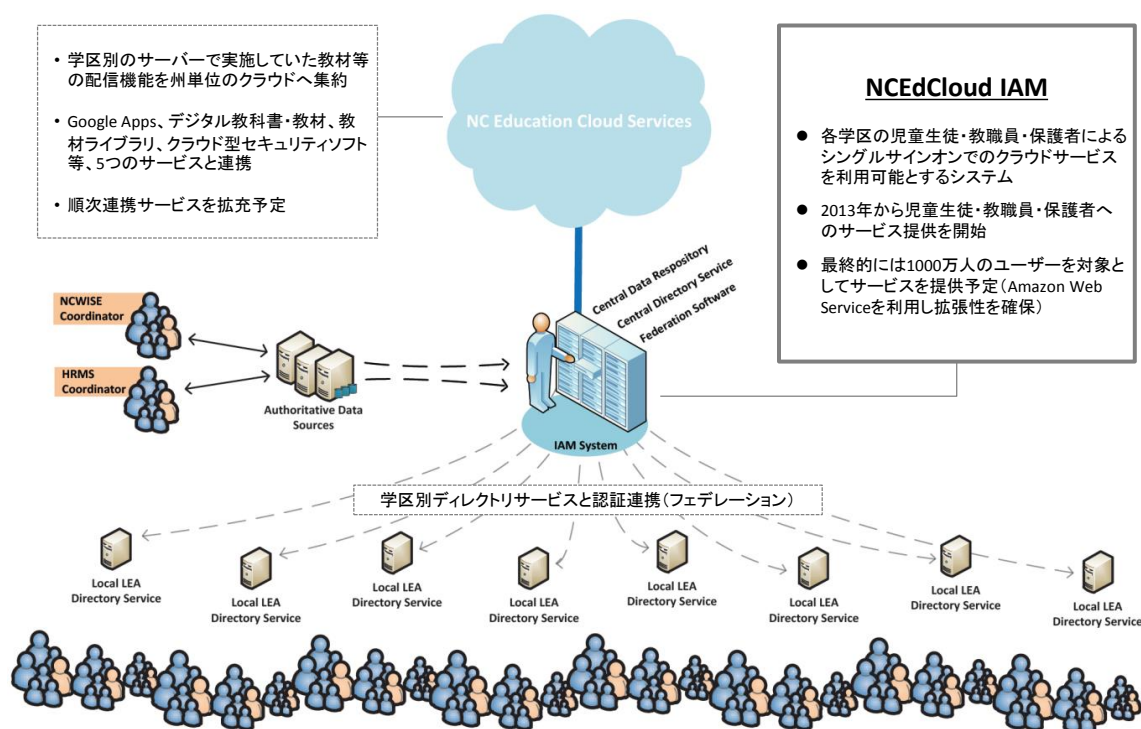 ・ 学区別のサーバーで実施していた教材等
の配信機能を州単位のクラウドへ集約
・ Google Apps、デジタル教科書・教材、教
材ライブラリ、クラウド型セキュリティソフト
等、5つのサービスと連携
・ 順次連携サービスを拡充予定
NC Education Cloud Services
NCEdCloud IAM
● 各学区の児童生徒・教職員・保護者による
シングルサインオンでのクラウドサービス
を利用可能とするシステム
● 2013年から児童生徒・教職員・保護者へ
のサービス提供を開始
● 最終的には1000万人のユーザーを対象と
してサービスを提供予定（Amazon Web
Serviceを利用し拡張性を確保）
Central Data Respository
Central Directory Service
Federation Software
NCWISE
Coordinator
HRMS
Coordinator
Authoritative Data
Sources
IAM System
学区別ディレクトリサービスと認証連携（フェデレーション）
Local LEA
Directory Service
Local LEA
Directory Service
Local LEA
Directory Service
Local LEA
Directory Service
Local LEA
Directory Service
Local LEA
Directory Service
Local LEA
Directory Service
Local LEA
Directory Service